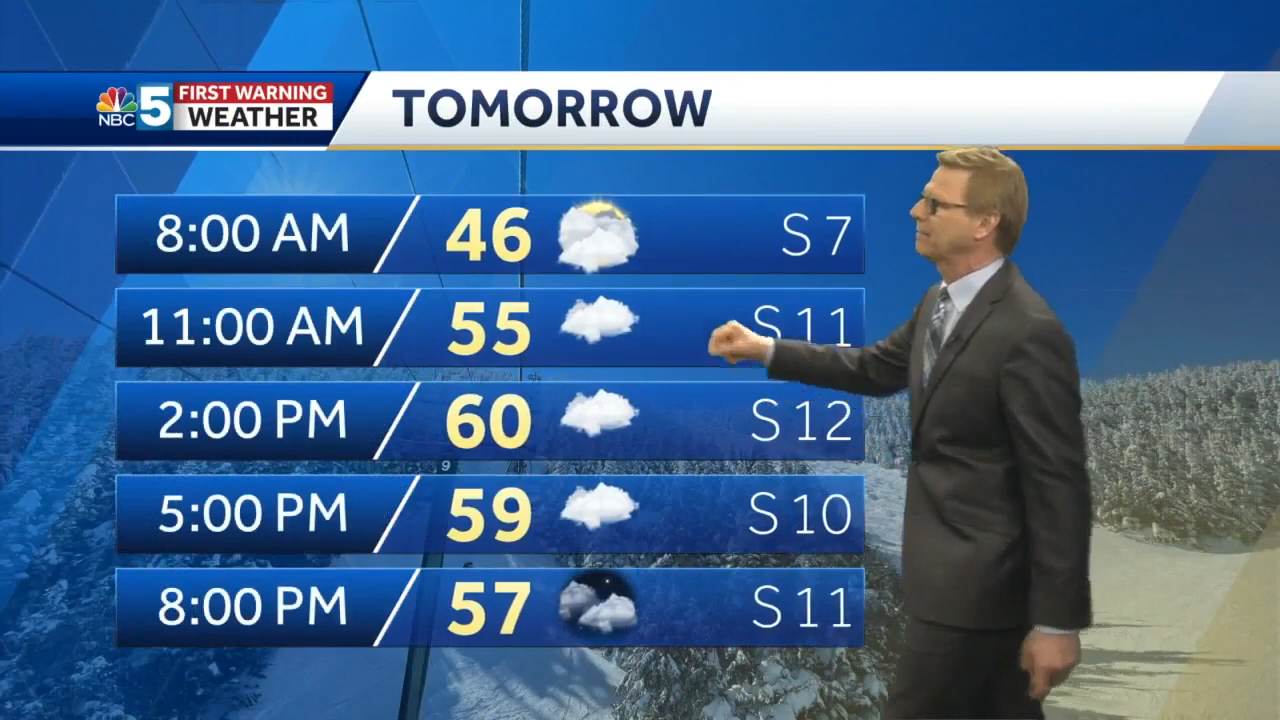 NBC 5 FIRST WARNING WEATHER
TOMORROW
8:00 AM 46 S 7
11:00 AM 55 S 11
2:00 PM 60 S 12
9
5:00 PM 59 S 10
8:00 PM 57 S 11